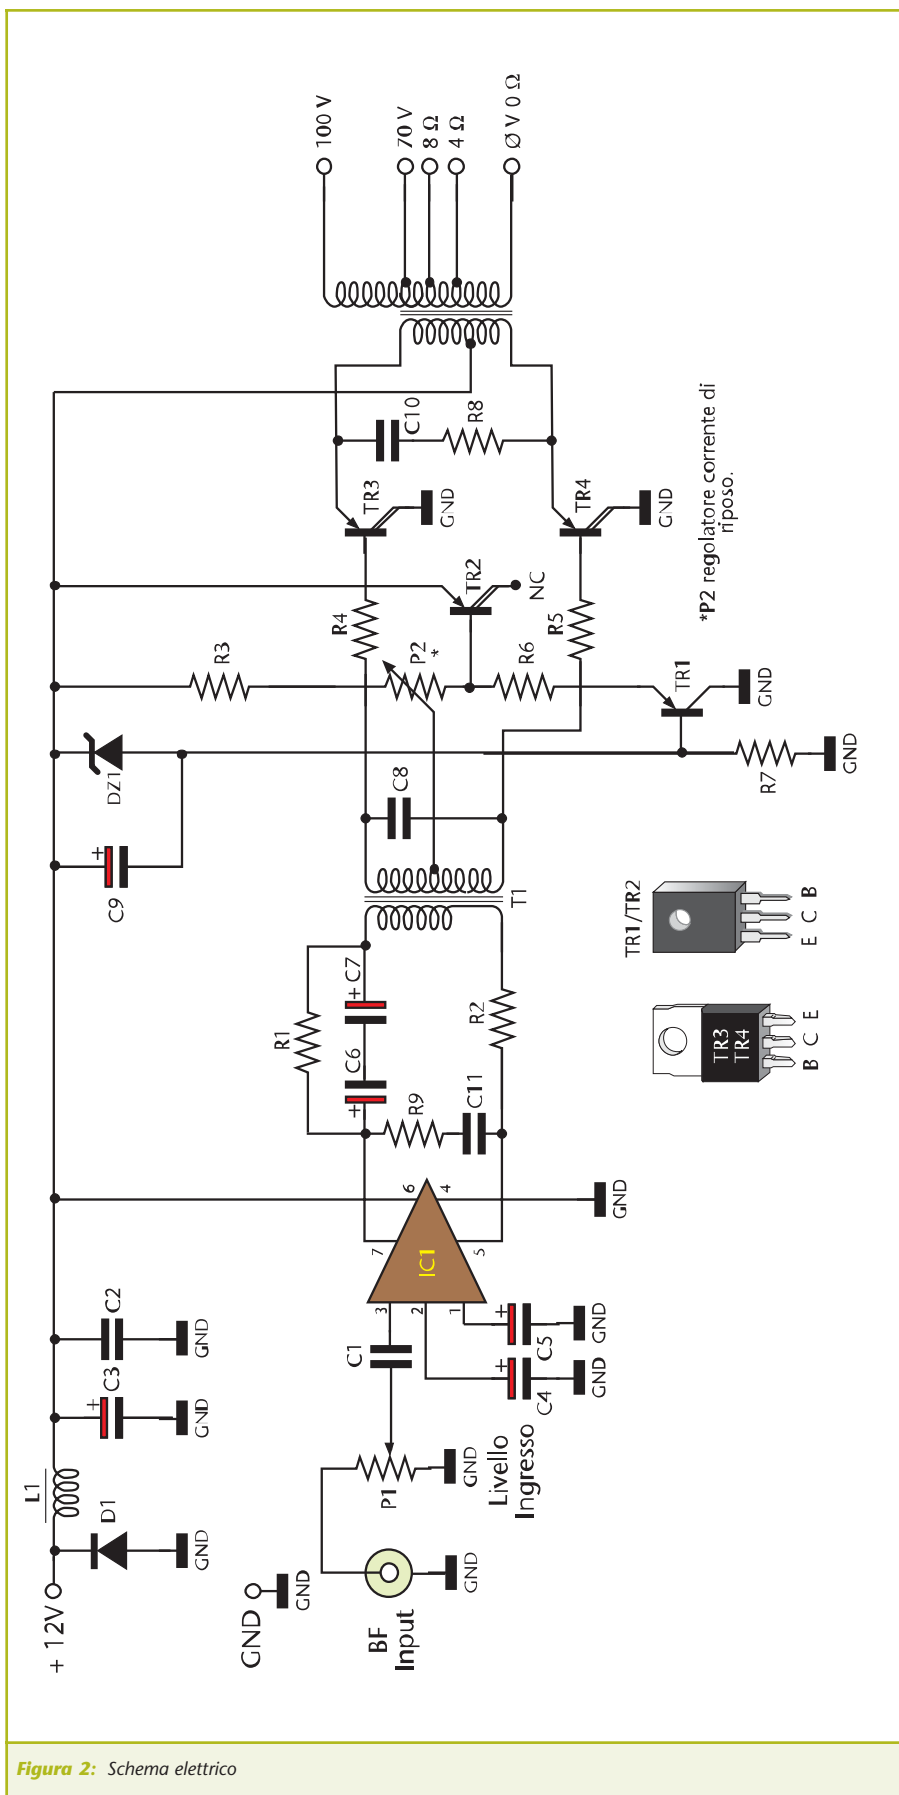 + 12V
L1
D1
GND
C3
+
GND
C2
GND
GND
GND
BF
Input
GND
P1
GND
Livello
Ingresso
C1
3
2
1
IC1
7
6
5
4
+
C4
GND
+
C5
GND
GND
R1
+
C6
+
C7
R9
C11
R2
T1
C9
+
DZ1
C8
R3
P2
*
R6
R4
R5
TR2
NC
TR1
GND
R7
GND
TR3
GND
TR4
GND
C10
R8
100 V
70 V
8 Ω
4 Ω
Ø V 0 Ω
*P2 regolatore corrente di
riposo.
TR3
TR4
B C E
TR1/TR2
E C B
Figura 2: Schema elettrico